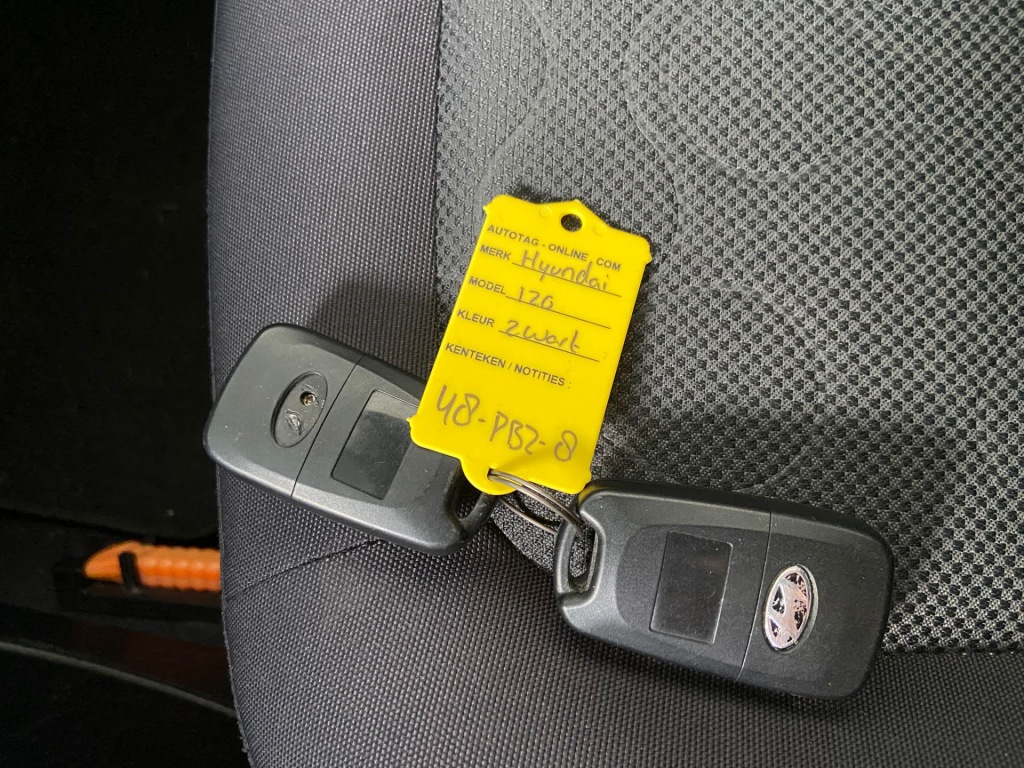 AUTOTAG-ONLINE.COM
MERK Hyundai
MODEL I20
KLEUR Zwart
KENTEKEN / NOTITIES :
48-PBZ-8